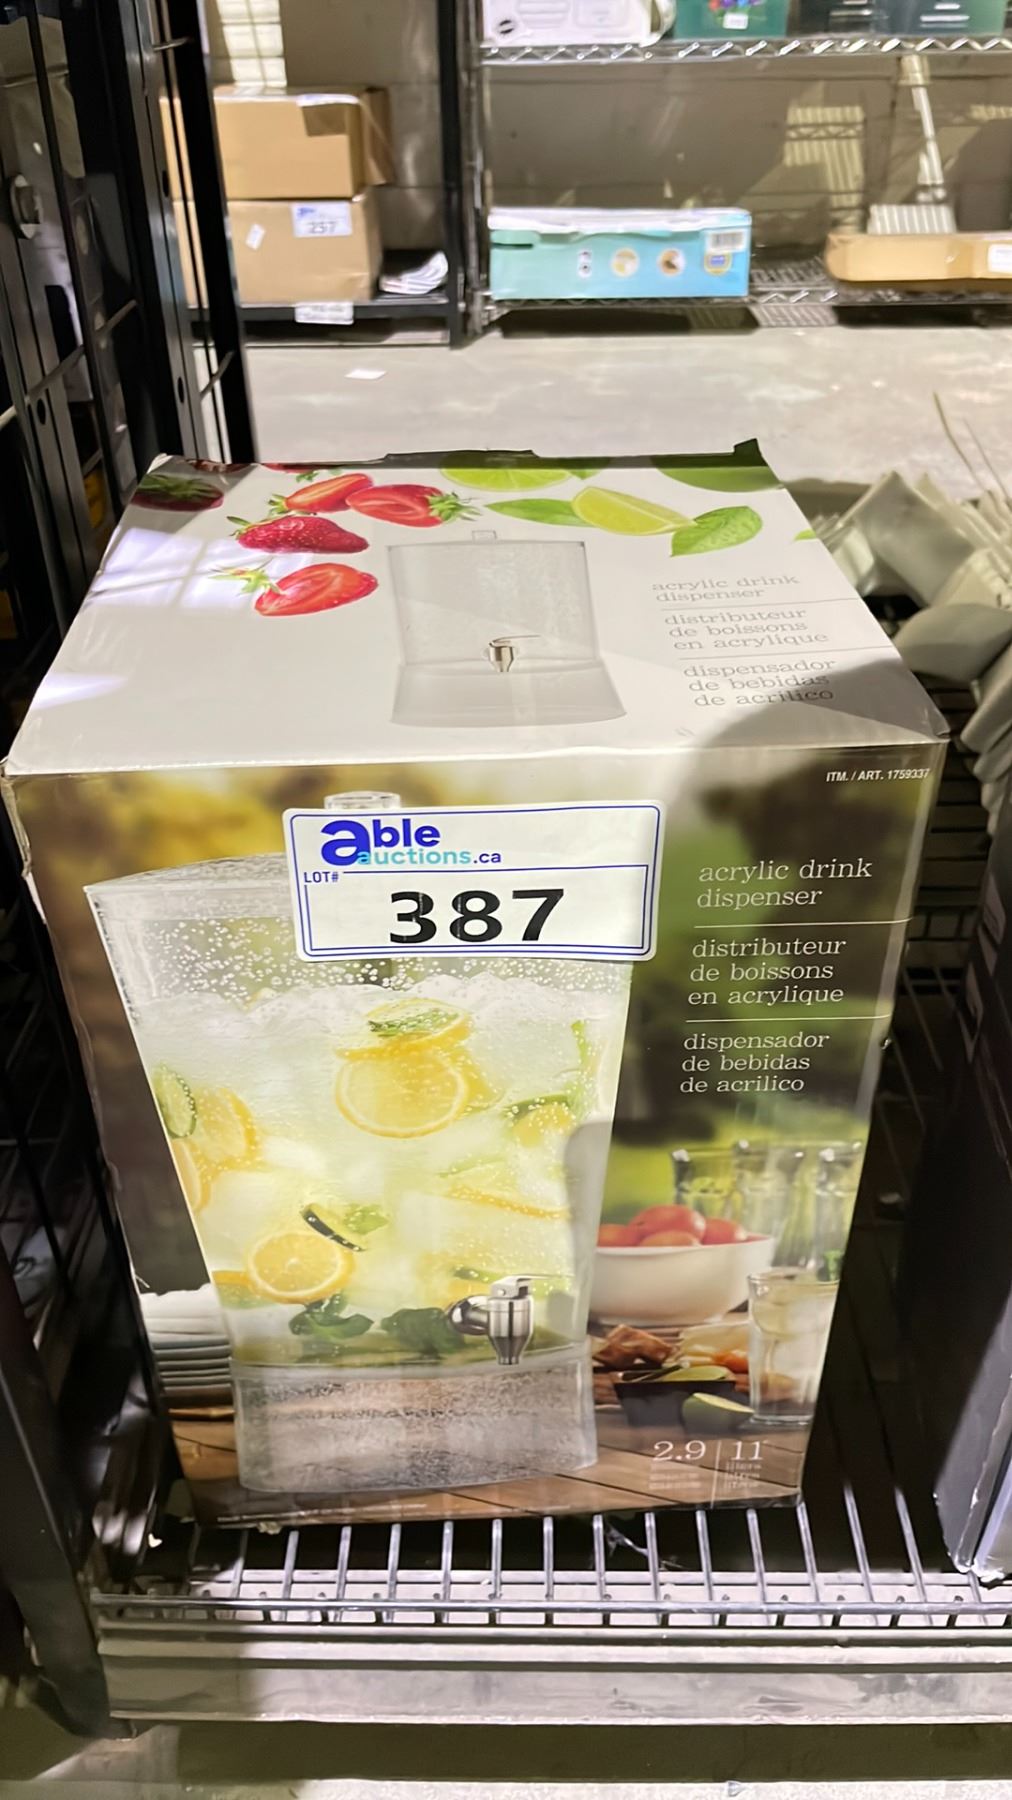 257
acrylic drink
dispenser
distributeur
de boissons
en acrylique
dispensador
de bebidas
de acrilico
ITM. / ART. 1759337
able
auctions.ca
LOT#
387
acrylic drink
dispenser
distributeur
de boissons
en acrylique
dispensador
de bebidas
de acrilico
2.9 | 11